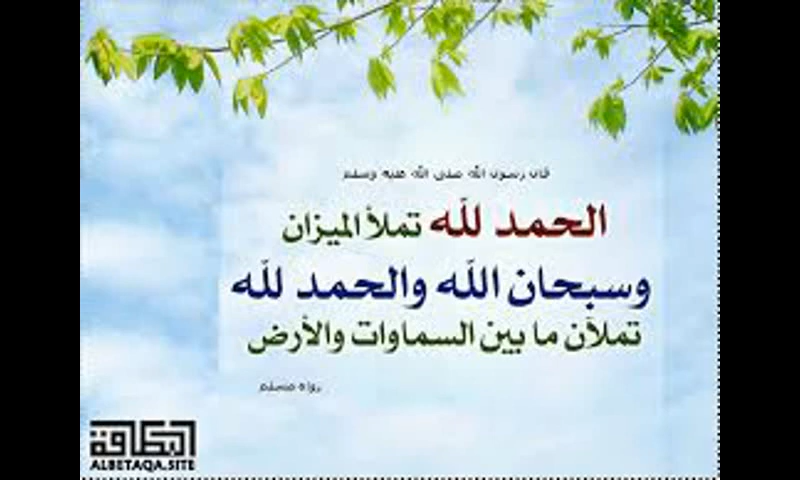 قال رسول الله صلى الله عليه وسلم
الحمد لله تملأ الميزان
وسبحان الله والحمد لله
تملآن ما بين السماوات والأرض
رواه مسلم
البطاقة
ALBETAQA.SITE